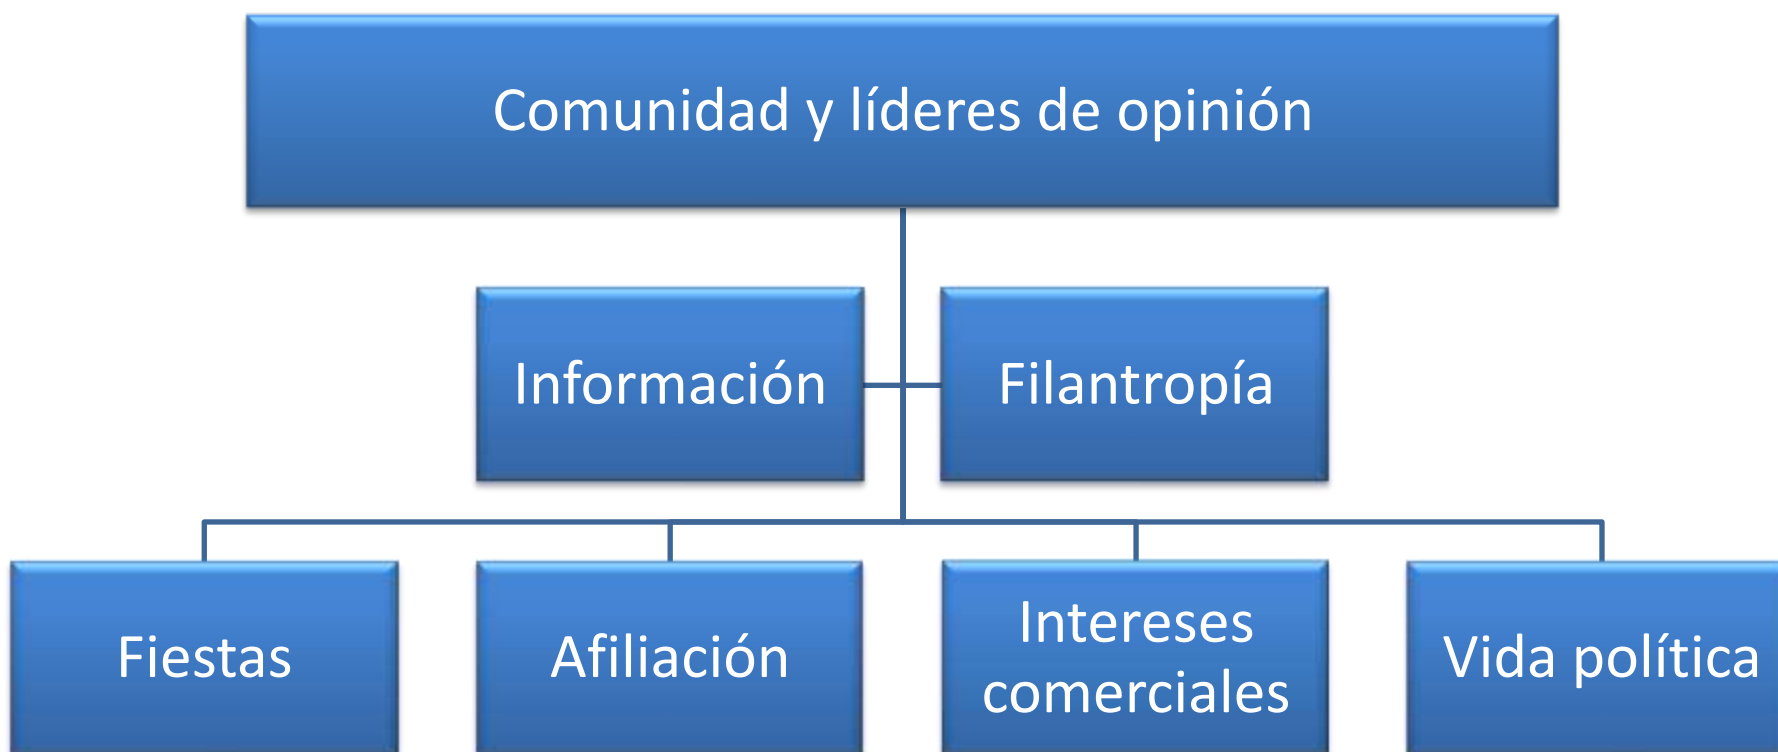 Comunidad y líderes de opinión
Información
Filantropía
Fiestas
Afiliación
Intereses
comerciales
Vida política